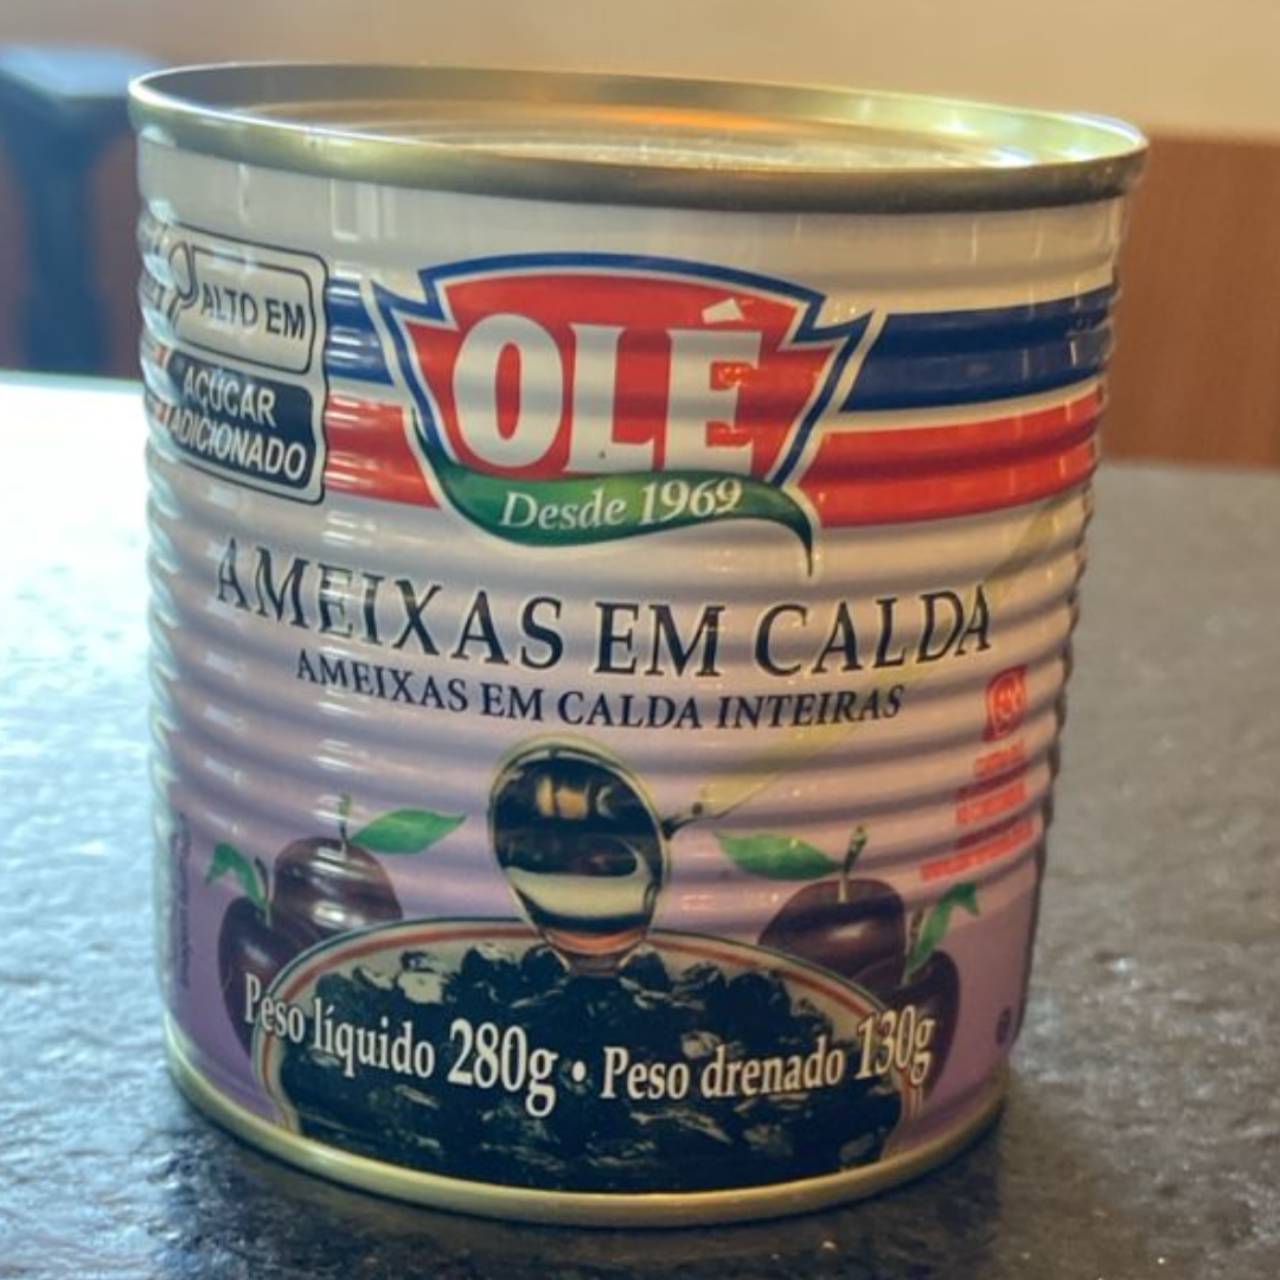 ALTO EM
AÇÚCAR
ADICIONADO
OLÉ
Desde 1969
AMEIXAS EM CALDA
AMEIXAS EM CALDA INTEIRAS
Peso líquido 280g • Peso drenado 130g